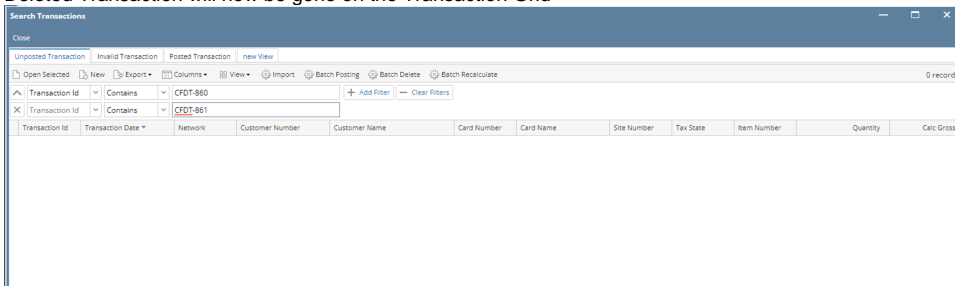 Deleted Transaction will now be gone on the Transaction Grid
Search Transactions
Close
Unposted Transaction Invalid Transaction Posted Transaction new View
Open Selected New Export Columns View Import Batch Posting Batch Delete Batch Recalculate 0 record
Transaction Id Contains CFDT-860 + Add Filter — Clear Filters
Transaction Id Contains CFDT-861
Transaction Id Transaction Date Network Customer Number Customer Name Card Number Card Name Site Number Tax State Item Number Quantity Calc Gross